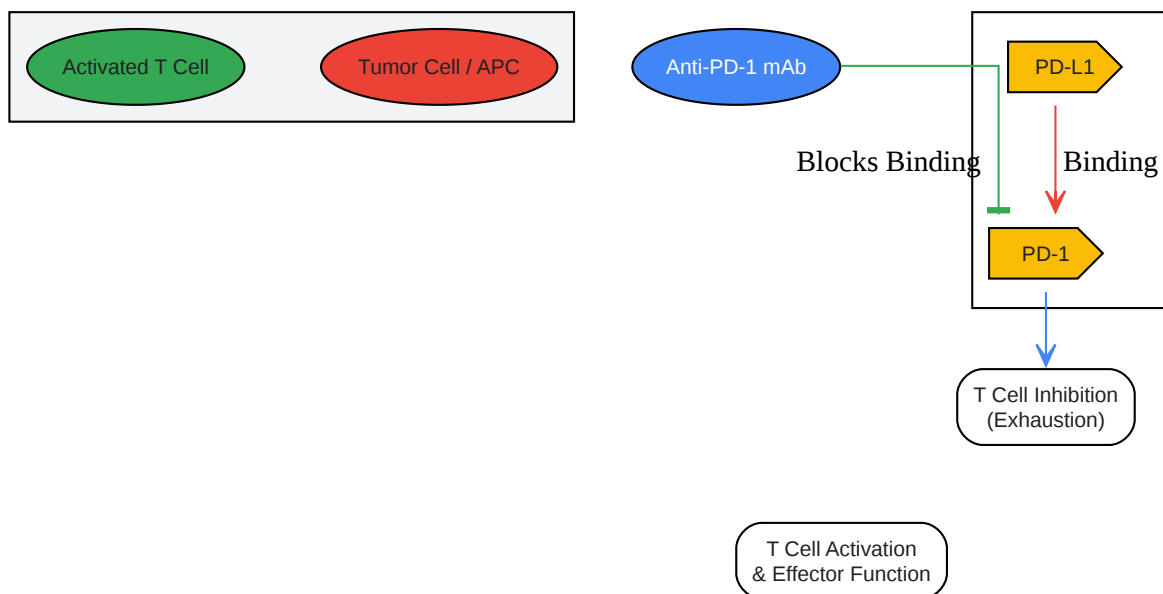 Activated T Cell
Tumor Cell / APC
Anti-PD-1 mAb
PD-L1
Blocks Binding
Binding
PD-1
T Cell Inhibition
(Exhaustion)
T Cell Activation
& Effector Function